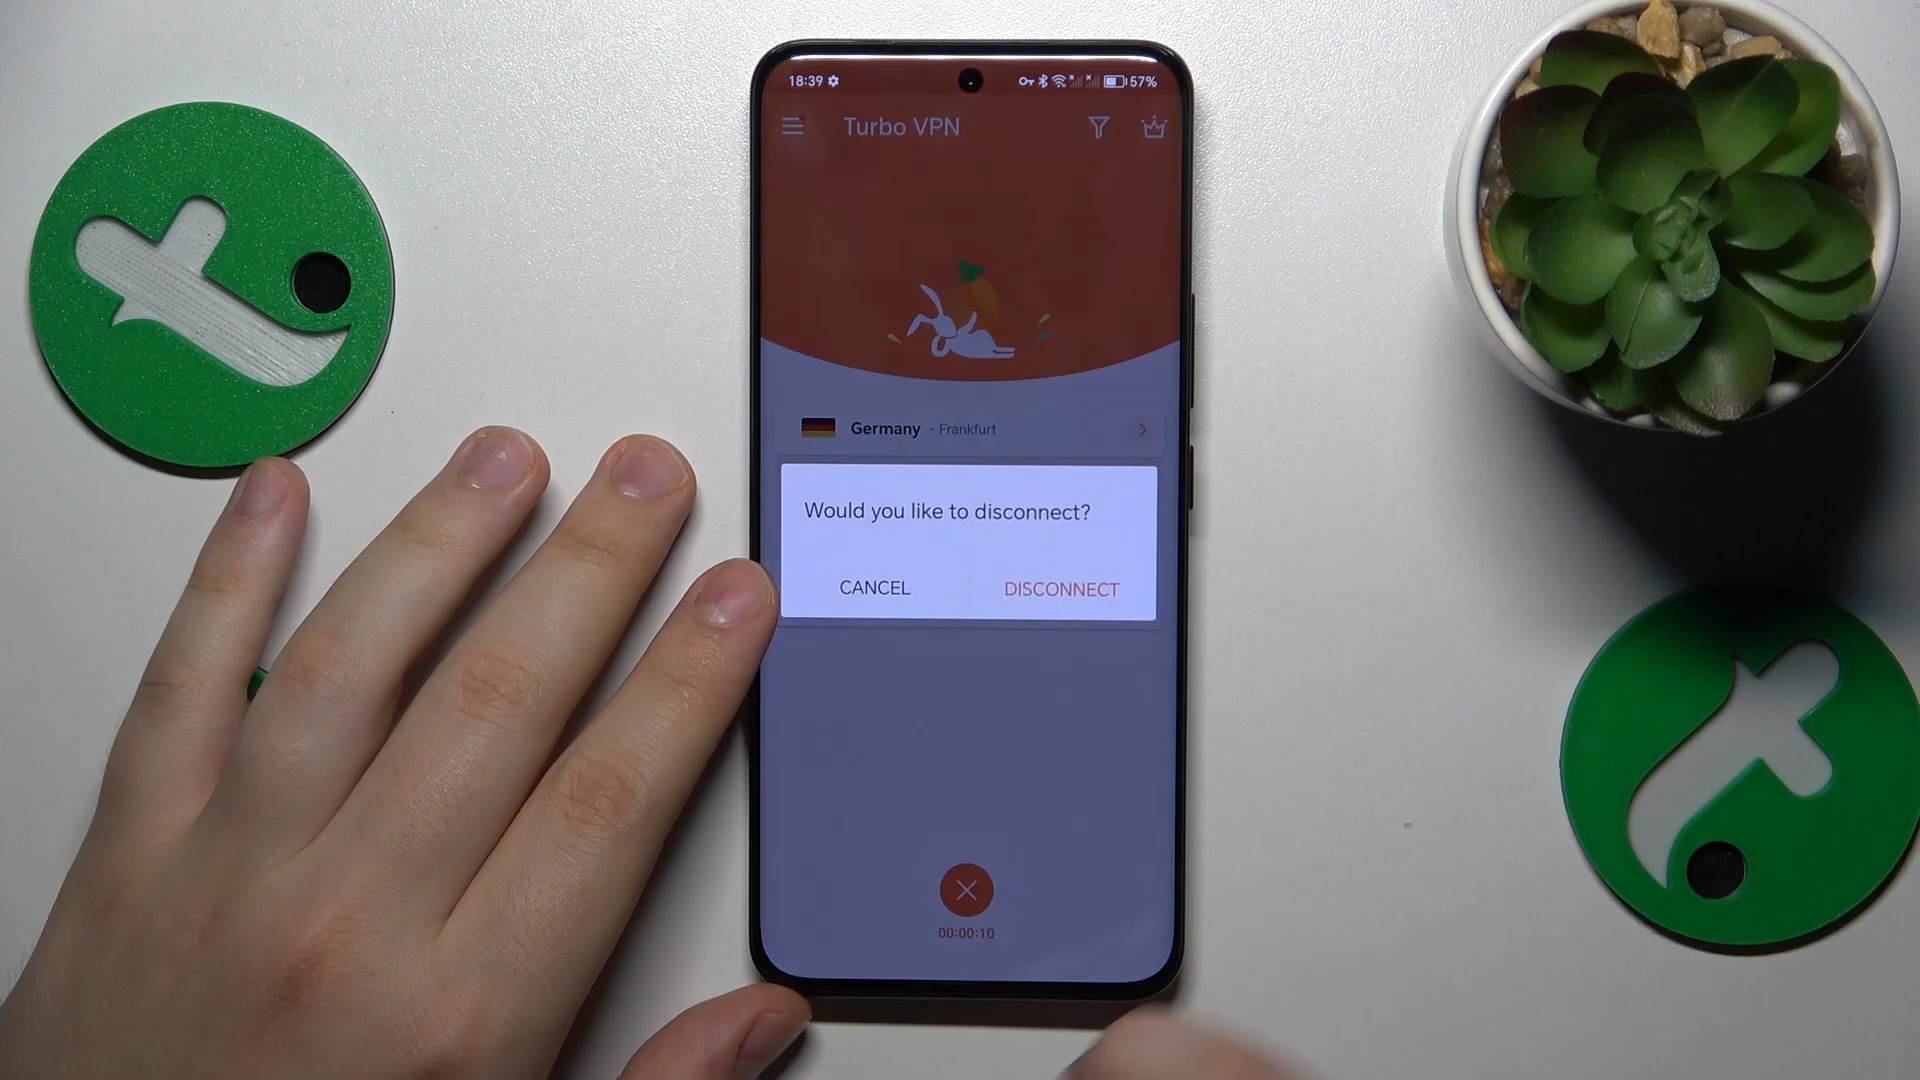 18:39 57%
Turbo VPN
Germany - Frankfurt
Would you like to disconnect?
CANCEL DISCONNECT
00:00:10